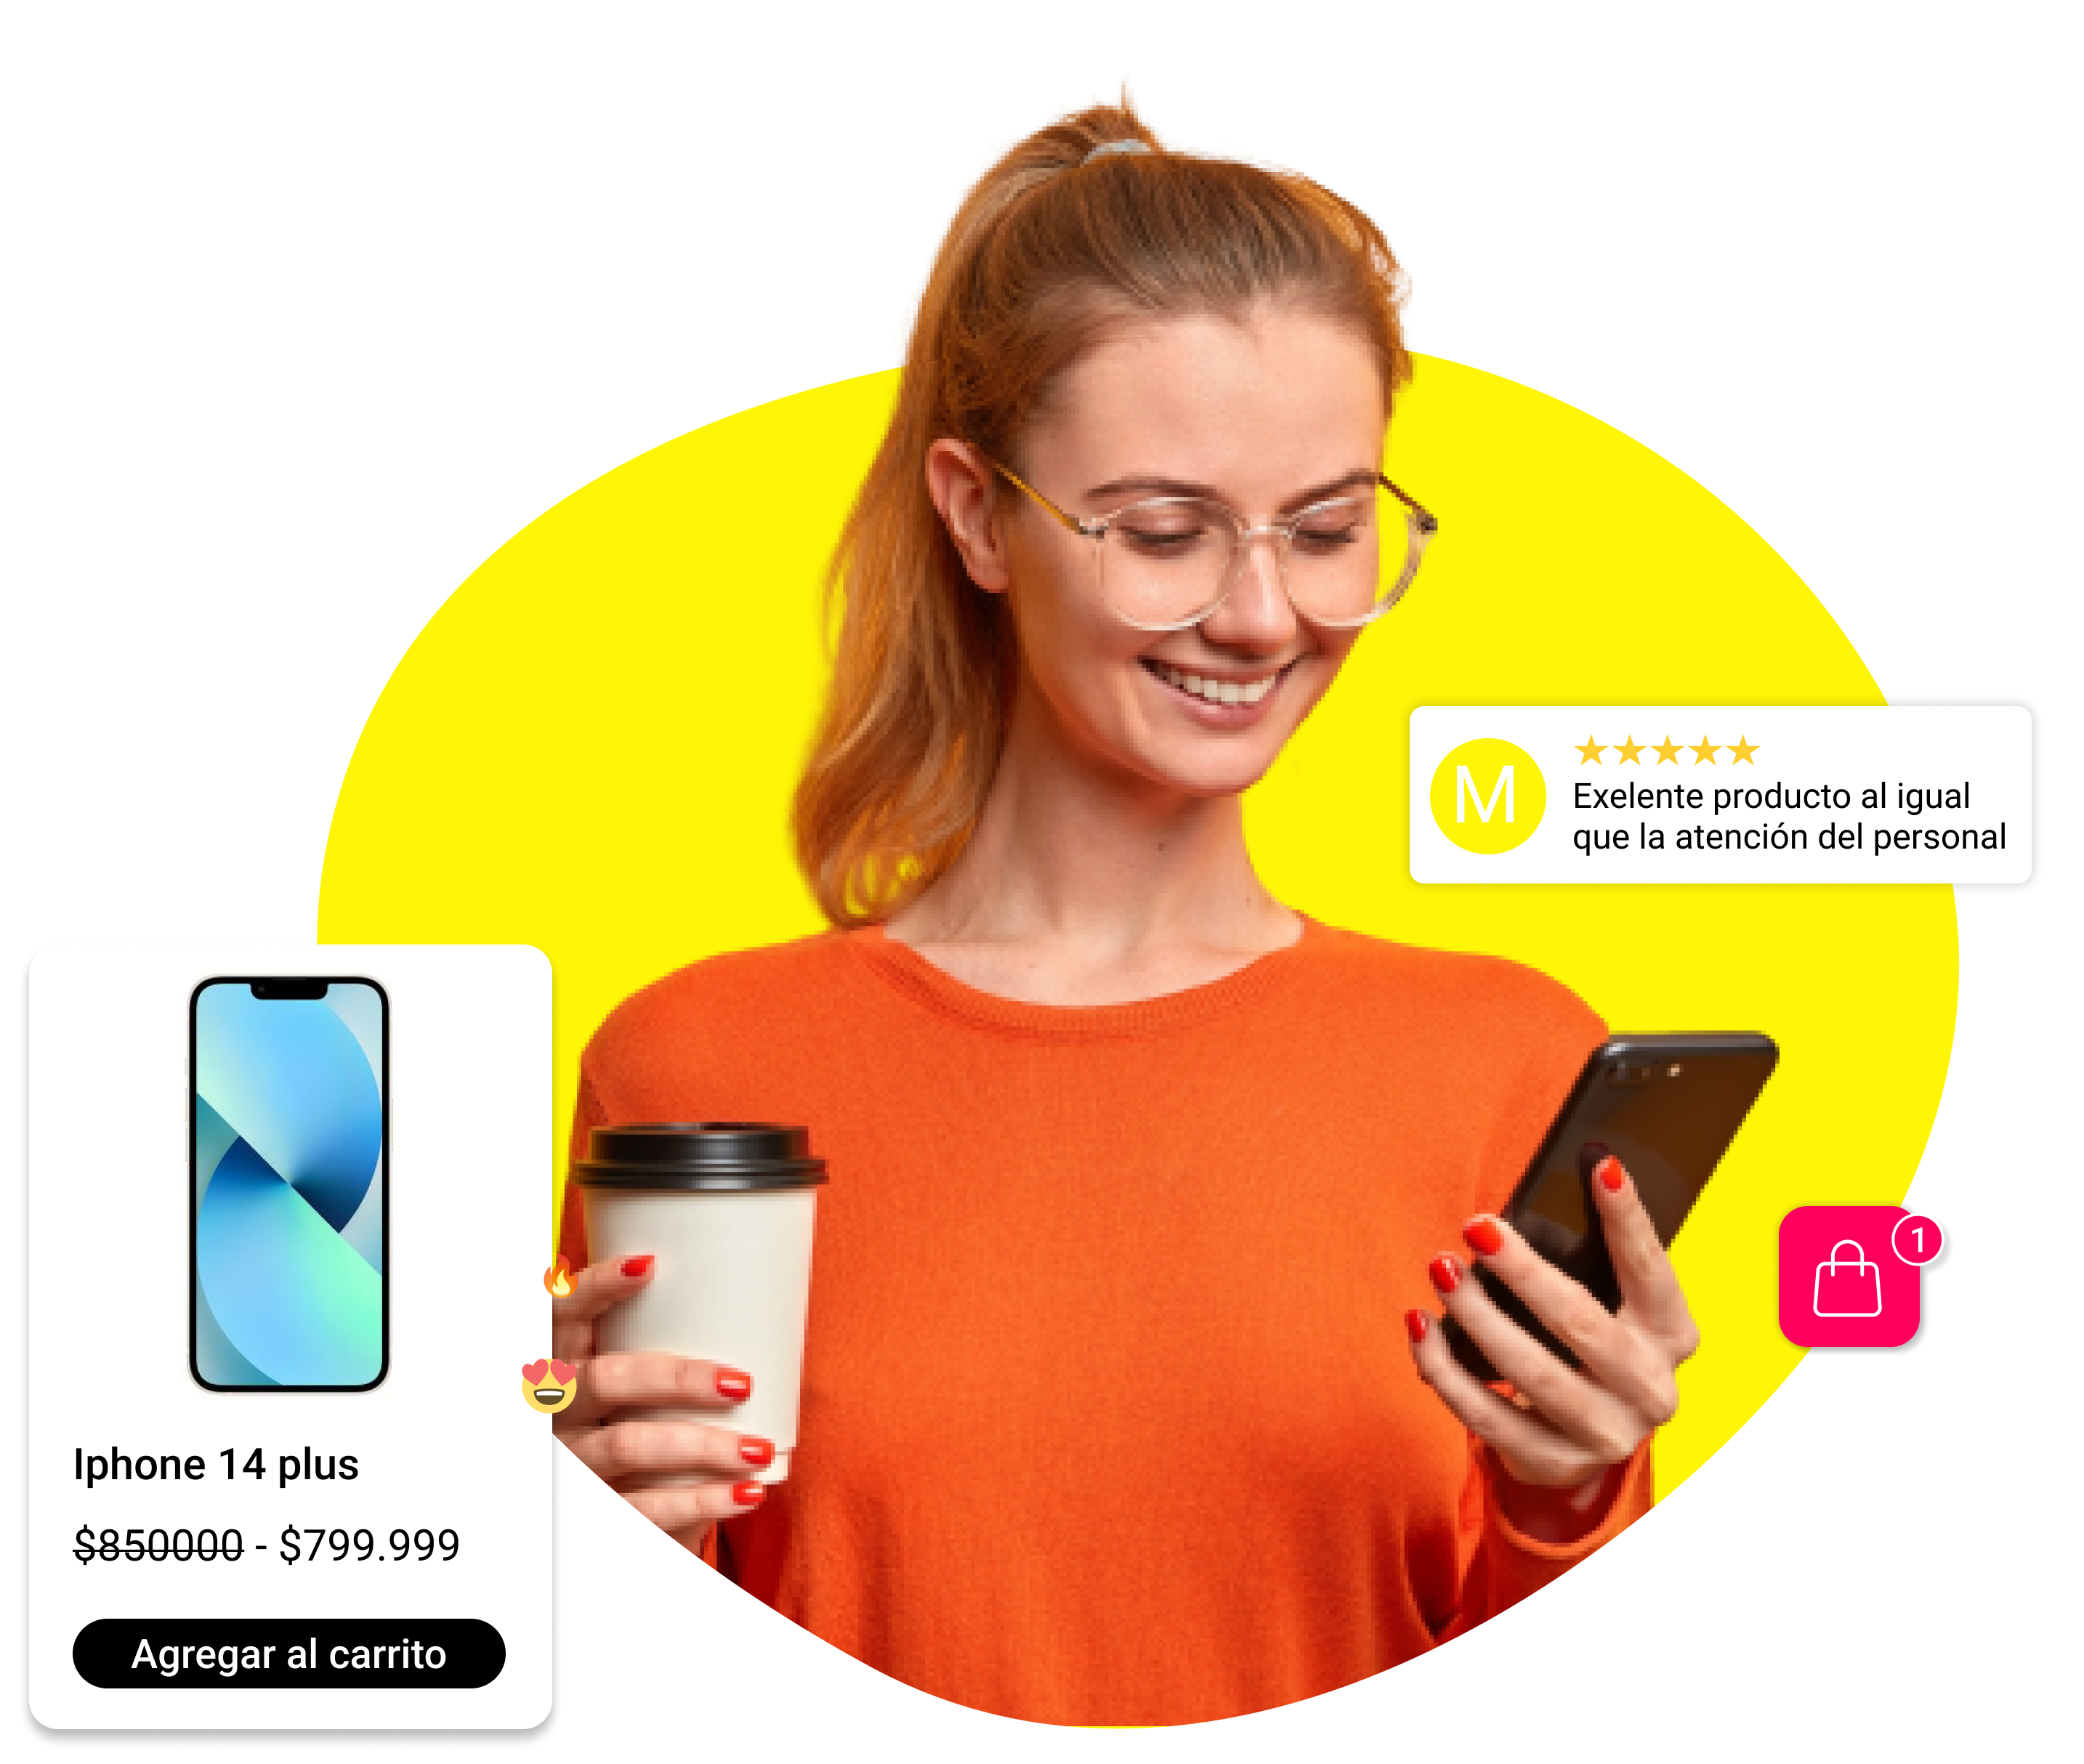 M
Exelente producto al igual
que la atención del personal
1
Iphone 14 plus
$850000 - $799.999
Agregar al carrito